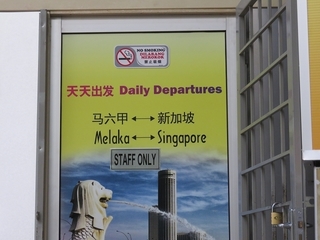 NO SMOKING
DILARANG MEROKOK
禁止吸烟
天天出发 Daily Departures
马六甲 ↔ 新加坡
Melaka ↔ Singapore
STAFF ONLY